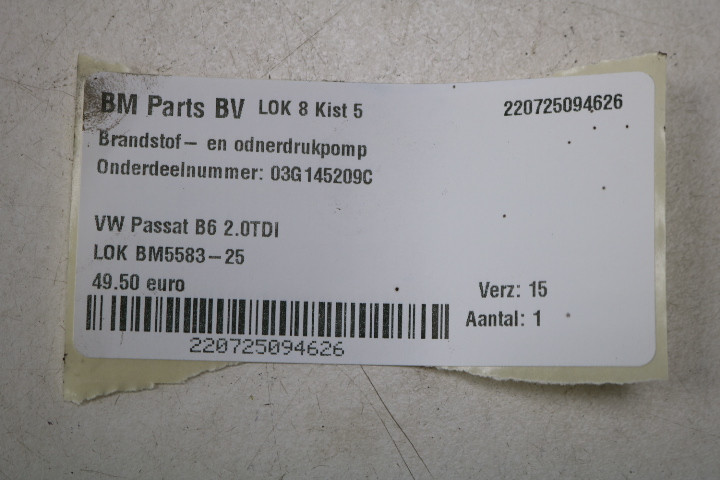 BM Parts BV LOK 8 Kist 5 220725094626
Brandstof- en odnerdrukpomp
Onderdeelnummer: 03G145209C
VW Passat B6 2.0TDI
LOK BM5583-25
49.50 euro Verz: 15
Aantal: 1
220725094626